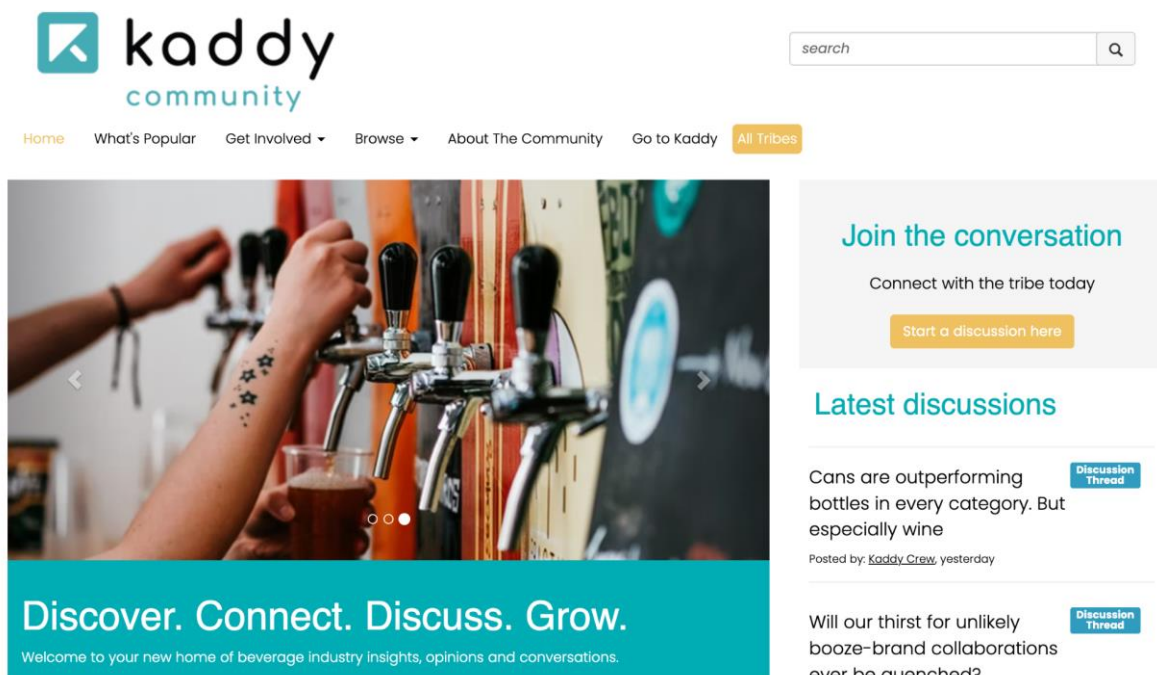 kaddy
community
search
Home What's Popular Get Involved Browse About The Community Go to Kaddy All Tribes
Join the conversation
Connect with the tribe today
Start a discussion here
Latest discussions
Cans are outperforming
bottles in every category. But
especially wine
Discussion
Thread
Posted by: Kaddy Crew, yesterday
Will our thirst for unlikely
booze-brand collaborations
ever be quenched?
Discussion
Thread
Discover. Connect. Discuss. Grow.
Welcome to your new home of beverage industry insights, opinions and conversations.